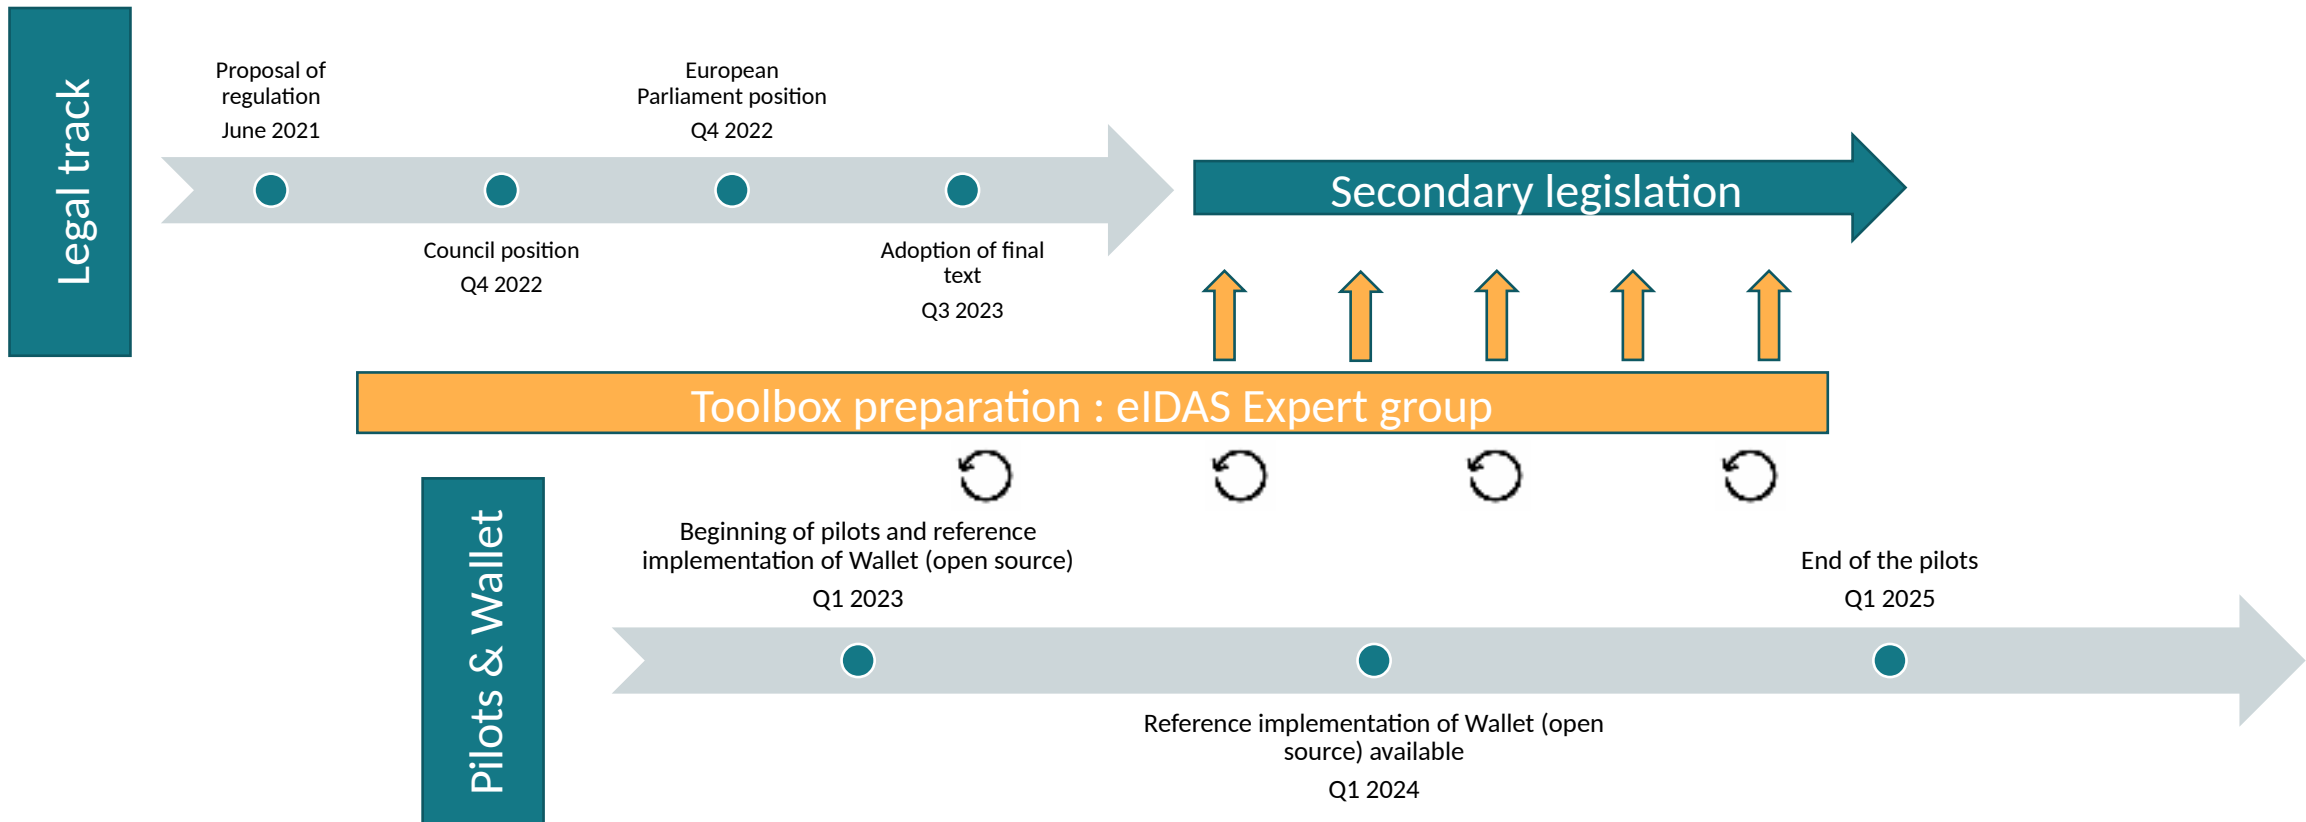 Legal track
Proposal of
regulation
June 2021
Council position
Q4 2022
European
Parliament position
Q4 2022
Adoption of final
text
Q3 2023
Secondary legislation
Toolbox preparation : eIDAS Expert group
Pilots & Wallet
Beginning of pilots and reference
implementation of Wallet (open source)
Q1 2023
Reference implementation of Wallet (open
source) available
Q1 2024
End of the pilots
Q1 2025